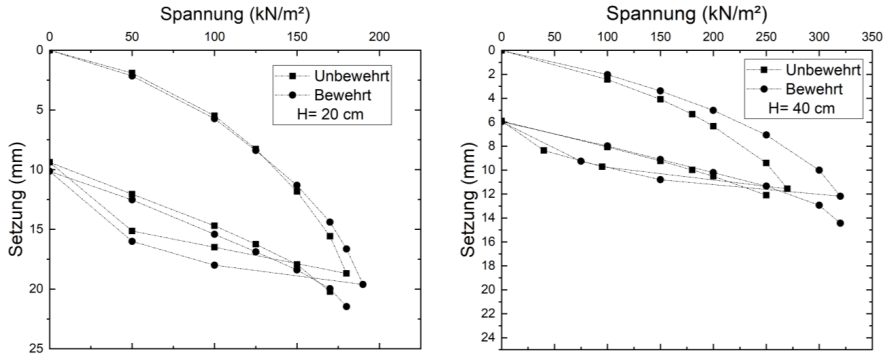 Spannung (kN/m²)
0 50 100 150 200
0
5
10
15
20
25
Setzung (mm)
Unbewehrt
Bewehrt
H= 20 cm
Spannung (kN/m²)
0 50 100 150 200 250 300 350
0
2
4
6
8
10
12
14
16
18
20
22
24
Setzung (mm)
Unbewehrt
Bewehrt
H= 40 cm